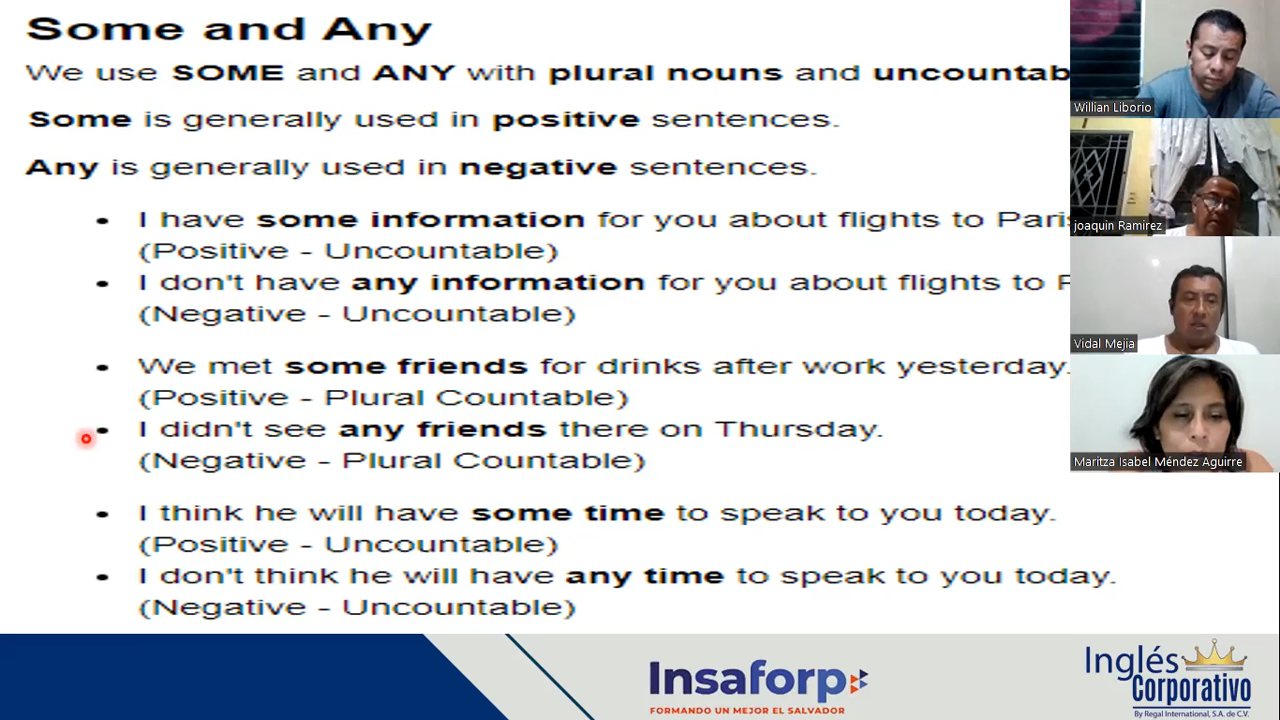 Some and Any
We use SOME and ANY with plural nouns and
Some is generally used in positive sentences.
Any is generally used in negative sentences.
• I have some information for you about flights to
(Positive - Uncountable)
• I don't have any information for you about flights to
(Negative - Uncountable)
• We met some friends for drinks after work yesterday.
(Positive - Plural Countable)
• I didn't see any friends there on Thursday.
(Negative - Plural Countable)
• I think he will have some time to speak to you today.
(Positive - Uncountable)
• I don't think he will have any time to speak to you today.
(Negative - Uncountable)
Willian Liborio
joaquin Ramirez
Vidal Mejia
Maritza Isabel Méndez Aguirre
Insaforp
FORMANDO UN MEJOR EL SALVADOR
Inglés
Corporativo
By Regal International, S.A. de C.V.